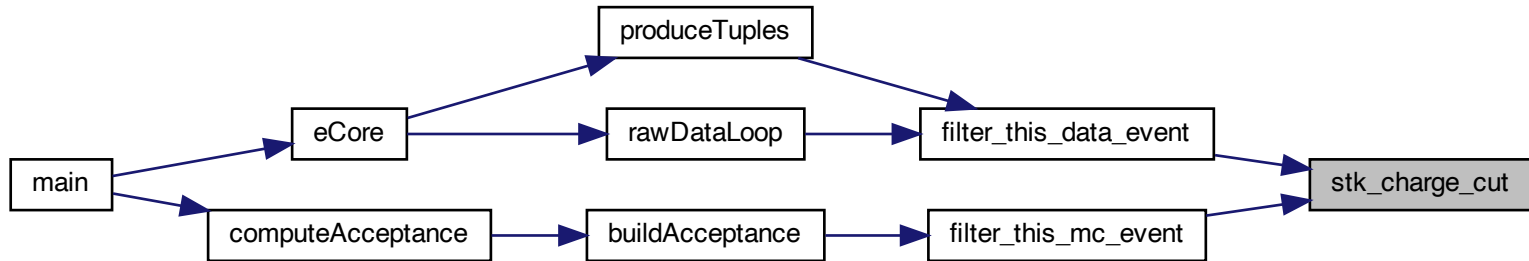 produceTuples
eCore
rawDataLoop
filter_this_data_event
main
stk_charge_cut
computeAcceptance
buildAcceptance
filter_this_mc_event